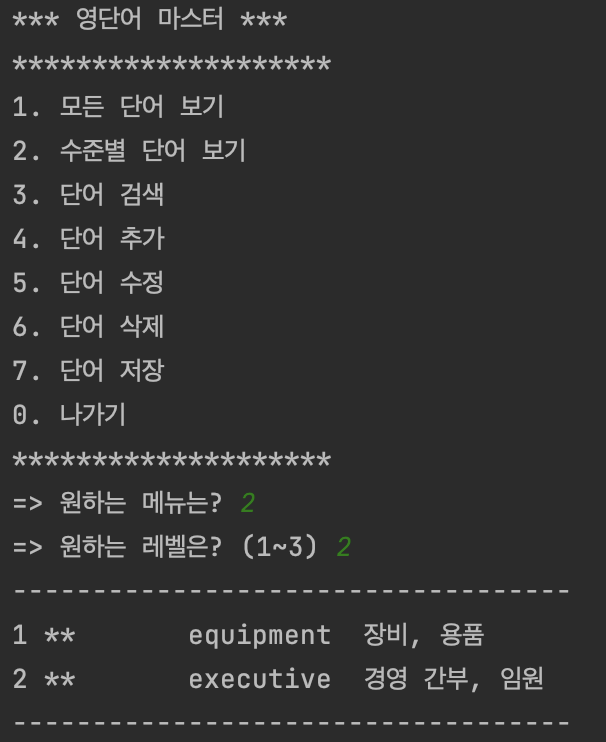 *** 영단어 마스터 ***
********************
1. 모든 단어 보기
2. 수준별 단어 보기
3. 단어 검색
4. 단어 추가
5. 단어 수정
6. 단어 삭제
7. 단어 저장
0. 나가기
********************
=> 원하는 메뉴는? 2
=> 원하는 레벨은? (1~3) 2
-----------------------------------
1 **       equipment  장비, 용품
2 **       executive  경영 간부, 임원
-----------------------------------